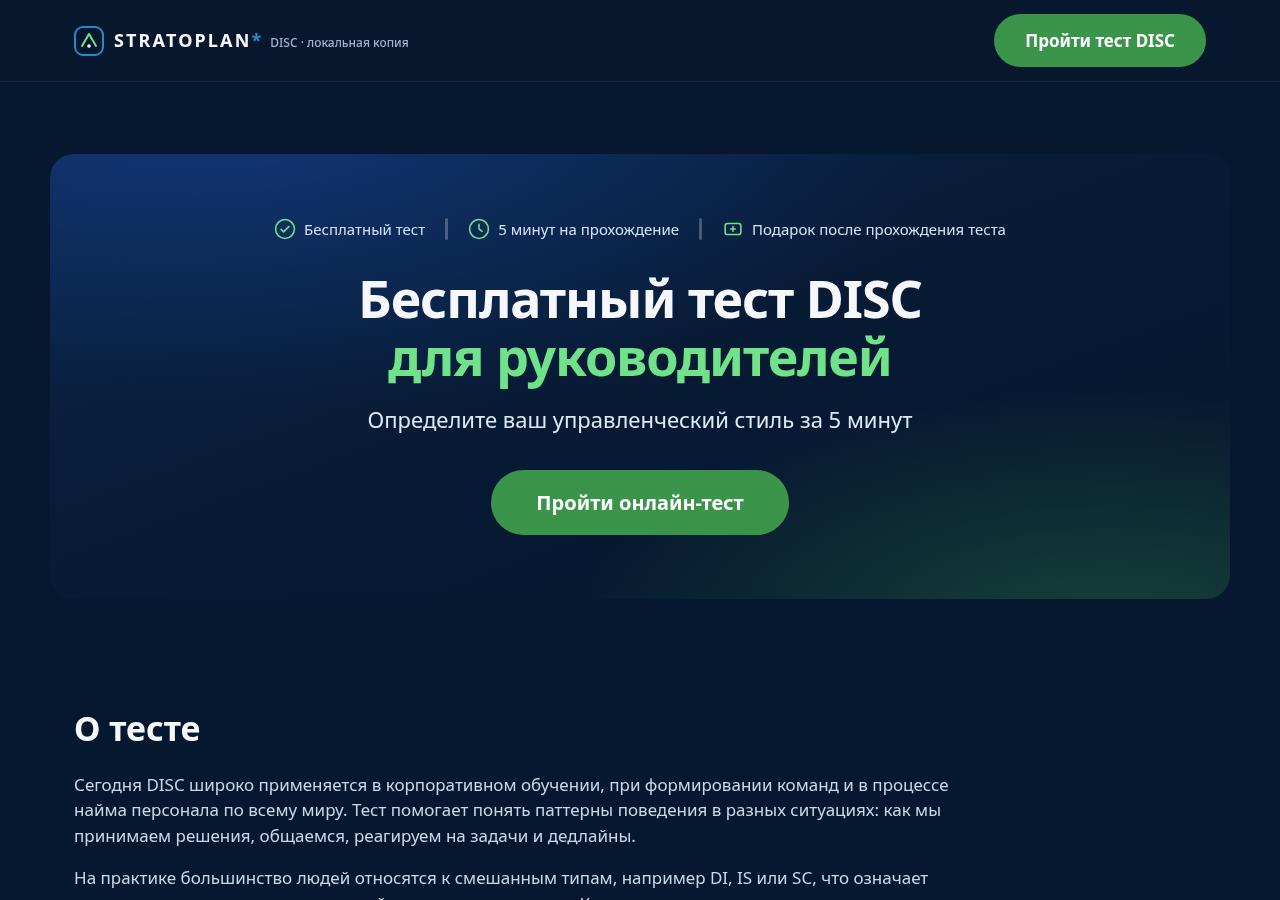 STRATOPLAN* DISC · локальная копия
Пройти тест DISC
Бесплатный тест
5 минут на прохождение
Подарок после прохождения теста
Бесплатный тест DISC
для руководителей
Определите ваш управленческий стиль за 5 минут
Пройти онлайн-тест
О тесте
Сегодня DISC широко применяется в корпоративном обучении, при формировании команд и в процессе
найма персонала по всему миру. Тест помогает понять паттерны поведения в разных ситуациях: как мы
принимаем решения, общаемся, реагируем на задачи и дедлайны.
На практике большинство людей относятся к смешанным типам, например DI, IS или SC, что означает